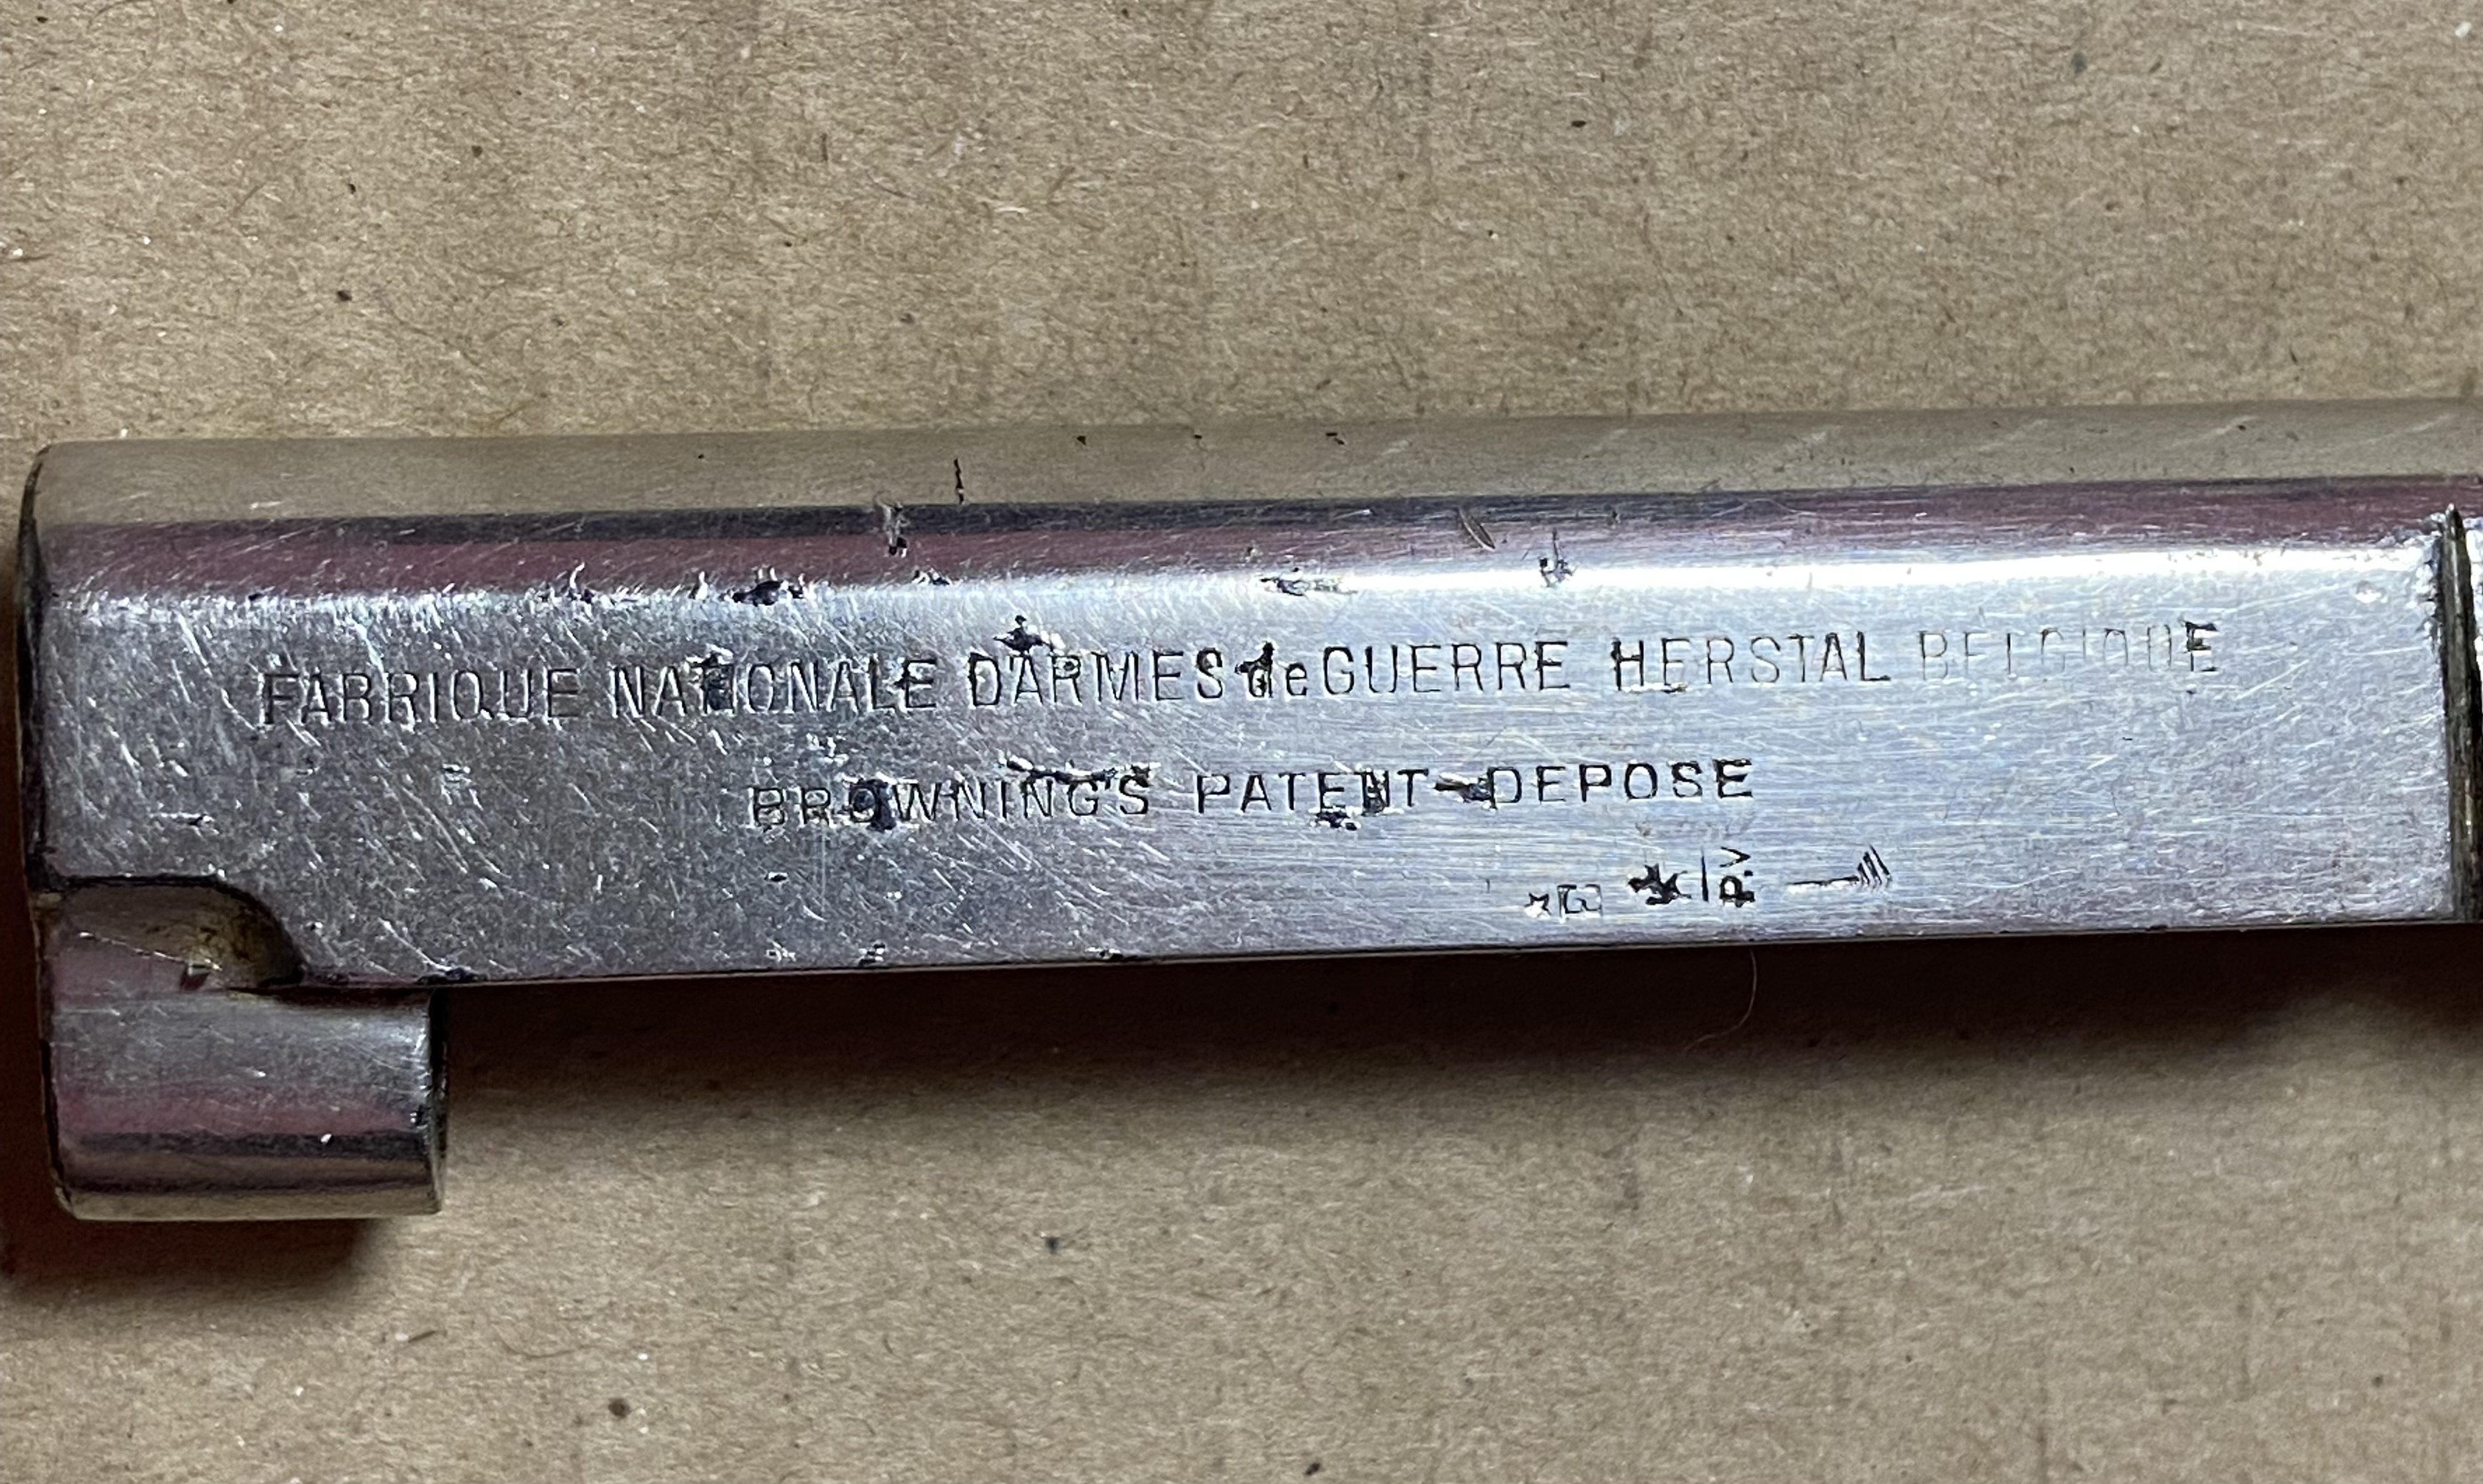 FABRIQUE NATIONALE D'ARMES de GUERRE HERSTAL BELGIQUE
BROWNING'S PATENT-DEPOSE
P.V